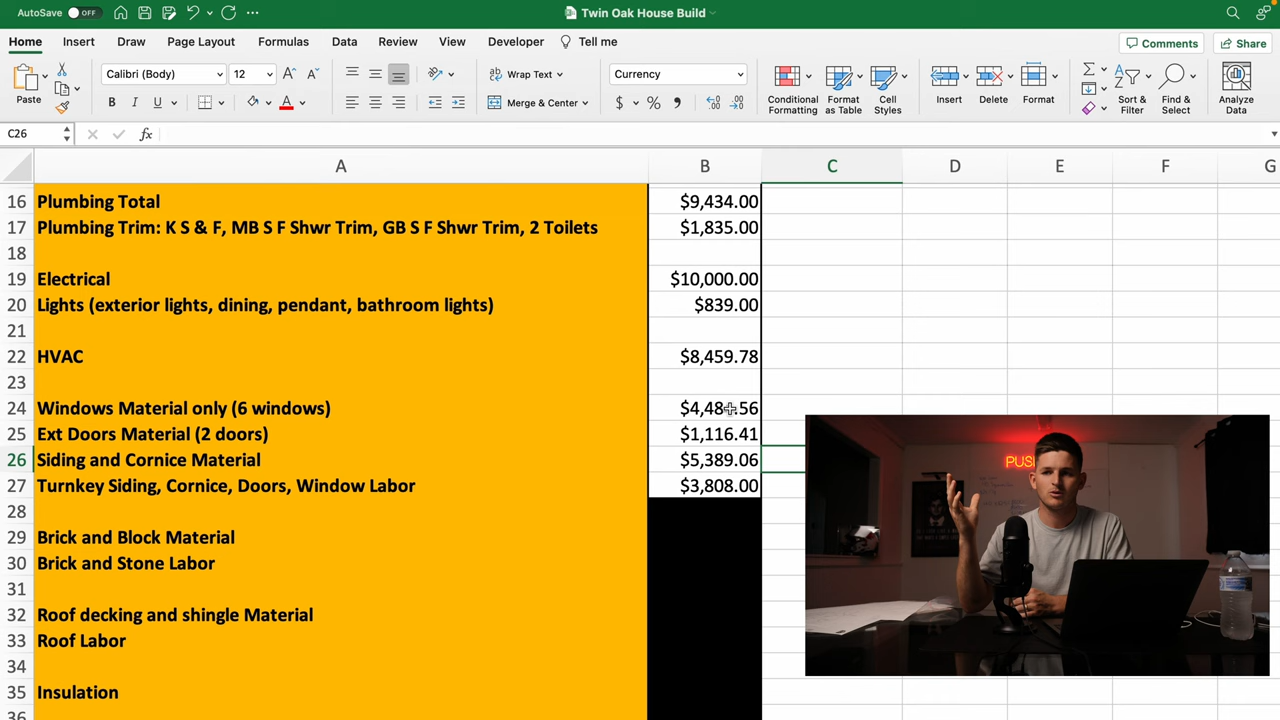 AutoSave OFF
Twin Oak House Build
Home Insert Draw Page Layout Formulas Data Review View Developer Tell me
Comments Share
Paste
Calibri (Body) 12
B I U A
Wrap Text
Merge & Center
Currency
$ %
Conditional Formatting
Format as Table
Cell Styles
Insert
Delete
Format
Sort & Filter
Find & Select
Analyze Data
C26 fx
A B C D E F G
16 Plumbing Total $9,434.00
17 Plumbing Trim: K S & F, MB S F Shwr Trim, GB S F Shwr Trim, 2 Toilets $1,835.00
18
19 Electrical $10,000.00
20 Lights (exterior lights, dining, pendant, bathroom lights) $839.00
21
22 HVAC $8,459.78
23
24 Windows Material only (6 windows)
25 Ext Doors Material (2 doors) $1,116.41
26 Siding and Cornice Material $5,389.06
27 Turnkey Siding, Cornice, Doors, Window Labor $3,808.00
28
29 Brick and Block Material
30 Brick and Stone Labor
31
32 Roof decking and shingle Material
33 Roof Labor
34
35 Insulation
36
PUS